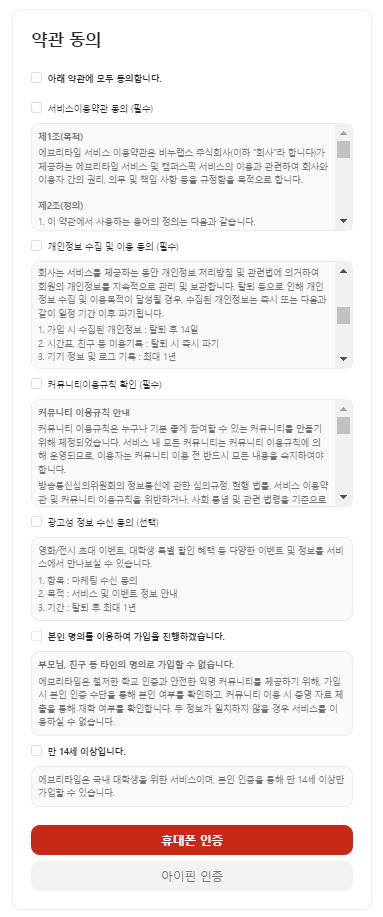 약관 동의
아래 약관에 모두 동의합니다.
서비스이용약관 동의 (필수)
제1조(목적)
에브리타임 서비스 이용약관은 비누랩스 주식회사(이하 "회사"라 합니다)가
제공하는 에브리타임 서비스 및 캠퍼스픽 서비스의 이용과 관련하여 회사와
이용자 간의 권리, 의무 및 책임 사항 등을 규정함을 목적으로 합니다.
제2조(정의)
1. 이 약관에서 사용하는 용어의 정의는 다음과 같습니다.
개인정보 수집 및 이용 동의 (필수)
회사는 서비스를 제공하는 동안 개인정보 처리방침 및 관련법에 의거하여
회원의 개인정보를 지속적으로 관리 및 보관합니다. 탈퇴 등으로 인해 개인
정보 수집 및 이용목적이 달성될 경우, 수집된 개인정보는 즉시 또는 다음과
같이 일정 기간 이후 파기됩니다.
1. 가입 시 수집된 개인정보 : 탈퇴 후 14일
2. 시간표, 친구 등 이용기록 : 탈퇴 시 즉시 파기
3. 기기 정보 및 로그 기록 : 최대 1년
커뮤니티이용규칙 확인 (필수)
커뮤니티 이용규칙 안내
커뮤니티 이용규칙은 누구나 기분 좋게 참여할 수 있는 커뮤니티를 만들기
위해 제정되었습니다. 서비스 내 모든 커뮤니티는 커뮤니티 이용규칙에 의
해 운영되므로, 이용자는 커뮤니티 이용 전 반드시 모든 내용을 숙지하여야
합니다.
방송통신심의위원회의 정보통신에 관한 심의규정, 현행 법률, 서비스 이용약
관 및 커뮤니티 이용규칙을 위반하거나, 사회 통념 및 관련 법령을 기준으로
광고성 정보 수신 동의 (선택)
영화/전시 초대 이벤트, 대학생 특별 할인 혜택 등 다양한 이벤트 및 정보를 서비
스에서 만나보실 수 있습니다.
1. 항목 : 마케팅 수신 동의
2. 목적 : 서비스 및 이벤트 정보 안내
3. 기간 : 탈퇴 후 최대 1년
본인 명의를 이용하여 가입을 진행하겠습니다.
부모님, 친구 등 타인의 명의로 가입할 수 없습니다.
에브리타임은 철저한 학교 인증과 안전한 익명 커뮤니티를 제공하기 위해, 가입
시 본인 인증 수단을 통해 본인 여부를 확인하고, 커뮤니티 이용 시 증명 자료 제
출을 통해 재학 여부를 확인합니다. 두 정보가 일치하지 않을 경우 서비스를 이
용하실 수 없습니다.
만 14세 이상입니다.
에브리타임은 국내 대학생을 위한 서비스이며, 본인 인증을 통해 만 14세 이상만
가입할 수 있습니다.
휴대폰 인증
아이핀 인증